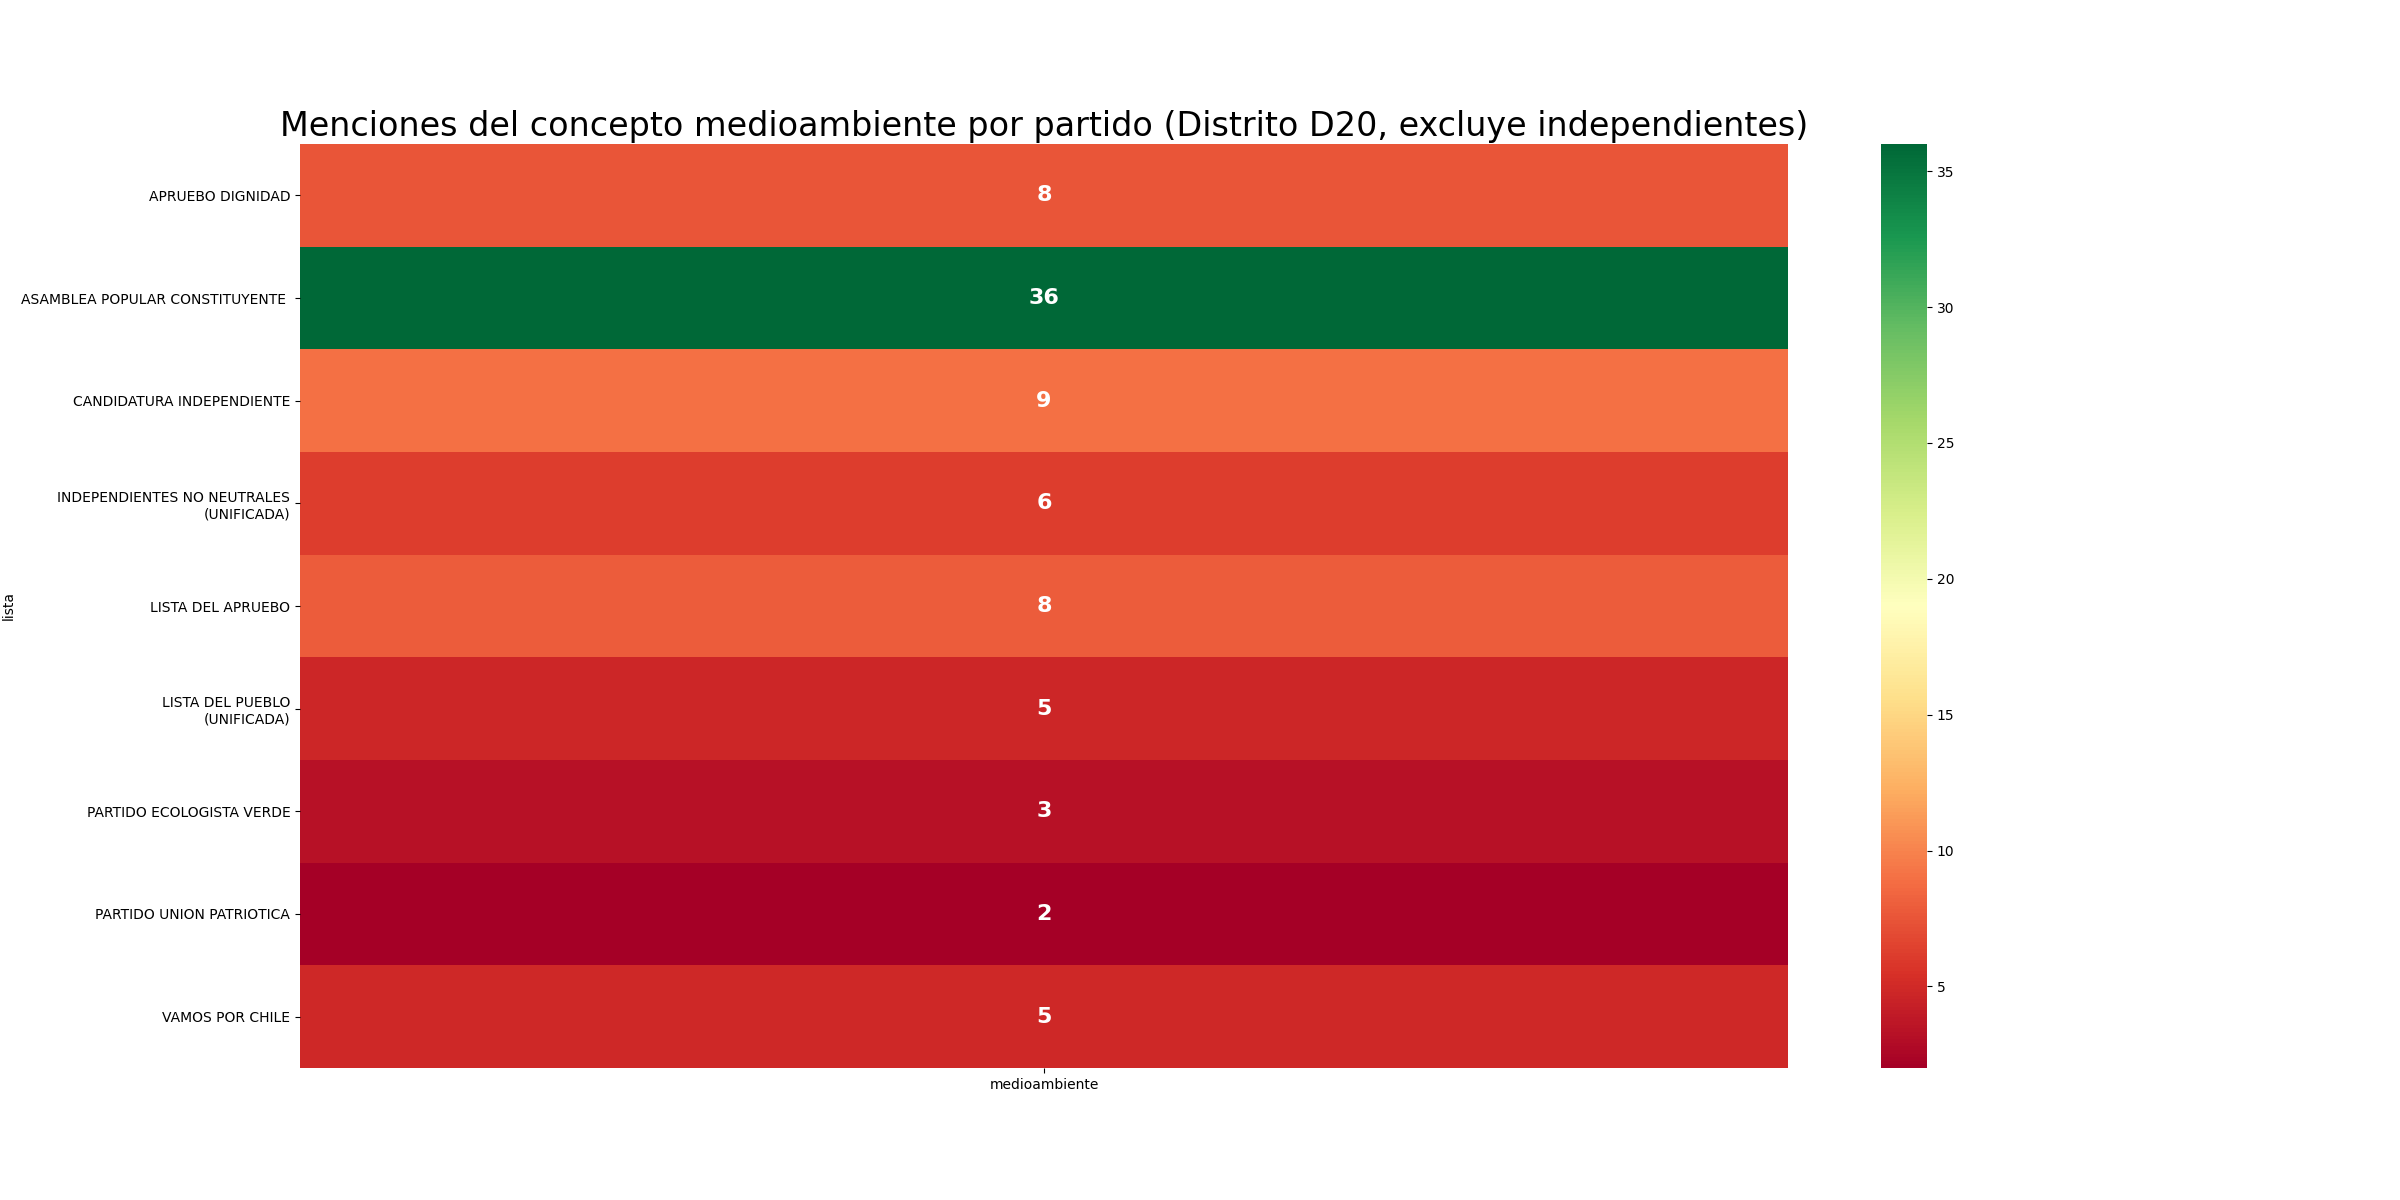 Menciones del concepto medioambiente por partido (Distrito D20, excluye independientes)
lista
APRUEBO DIGNIDAD
8
ASAMBLEA POPULAR CONSTITUYENTE
36
CANDIDATURA INDEPENDIENTE
9
INDEPENDIENTES NO NEUTRALES
(UNIFICADA)
6
LISTA DEL APRUEBO
8
LISTA DEL PUEBLO
(UNIFICADA)
5
PARTIDO ECOLOGISTA VERDE
3
PARTIDO UNION PATRIOTICA
2
VAMOS POR CHILE
5
medioambiente
35
30
25
20
15
10
5